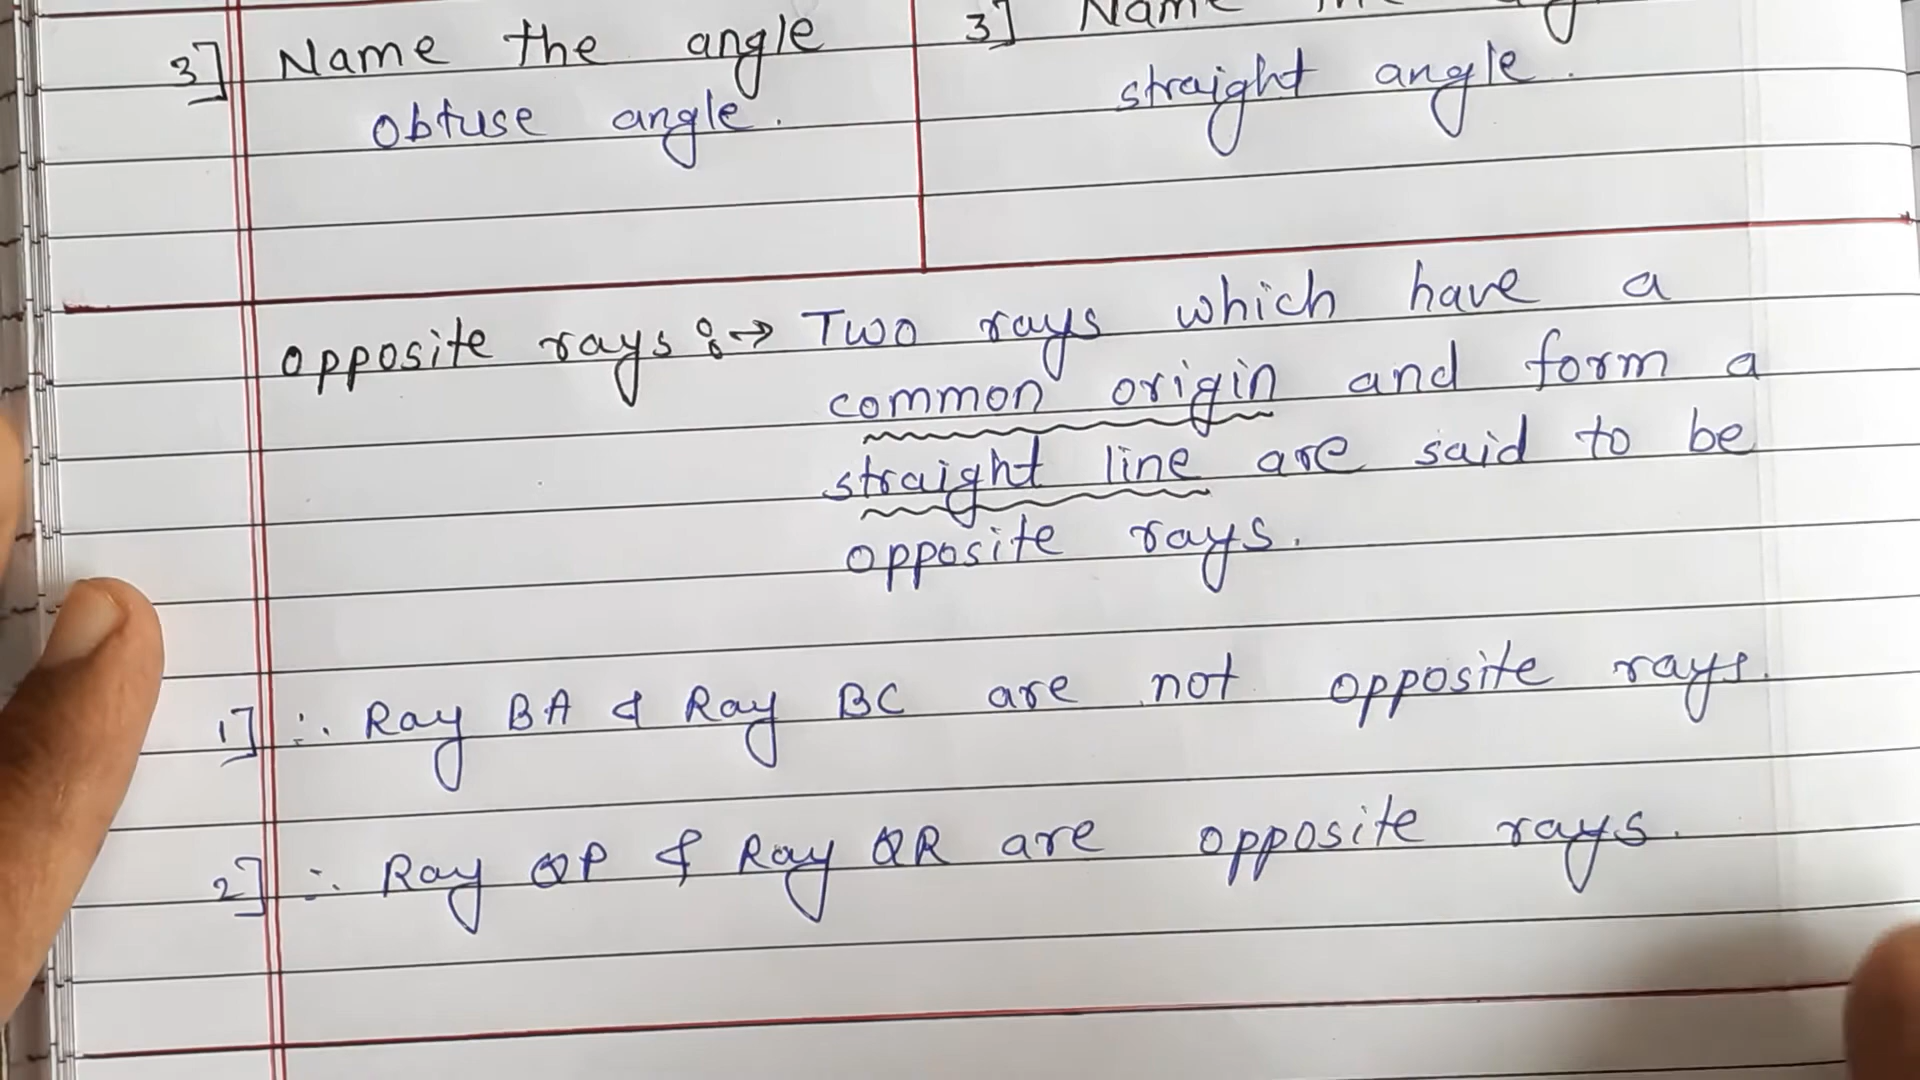 3] Name the angle
obtuse angle.
3] Name
straight angle.
opposite rays :→ Two rays which have a
common origin and form a
straight line are said to be
opposite rays.
1] ∴ Ray BA & Ray BC are not opposite rays.
2] ∴ Ray QP & Ray QR are opposite rays.